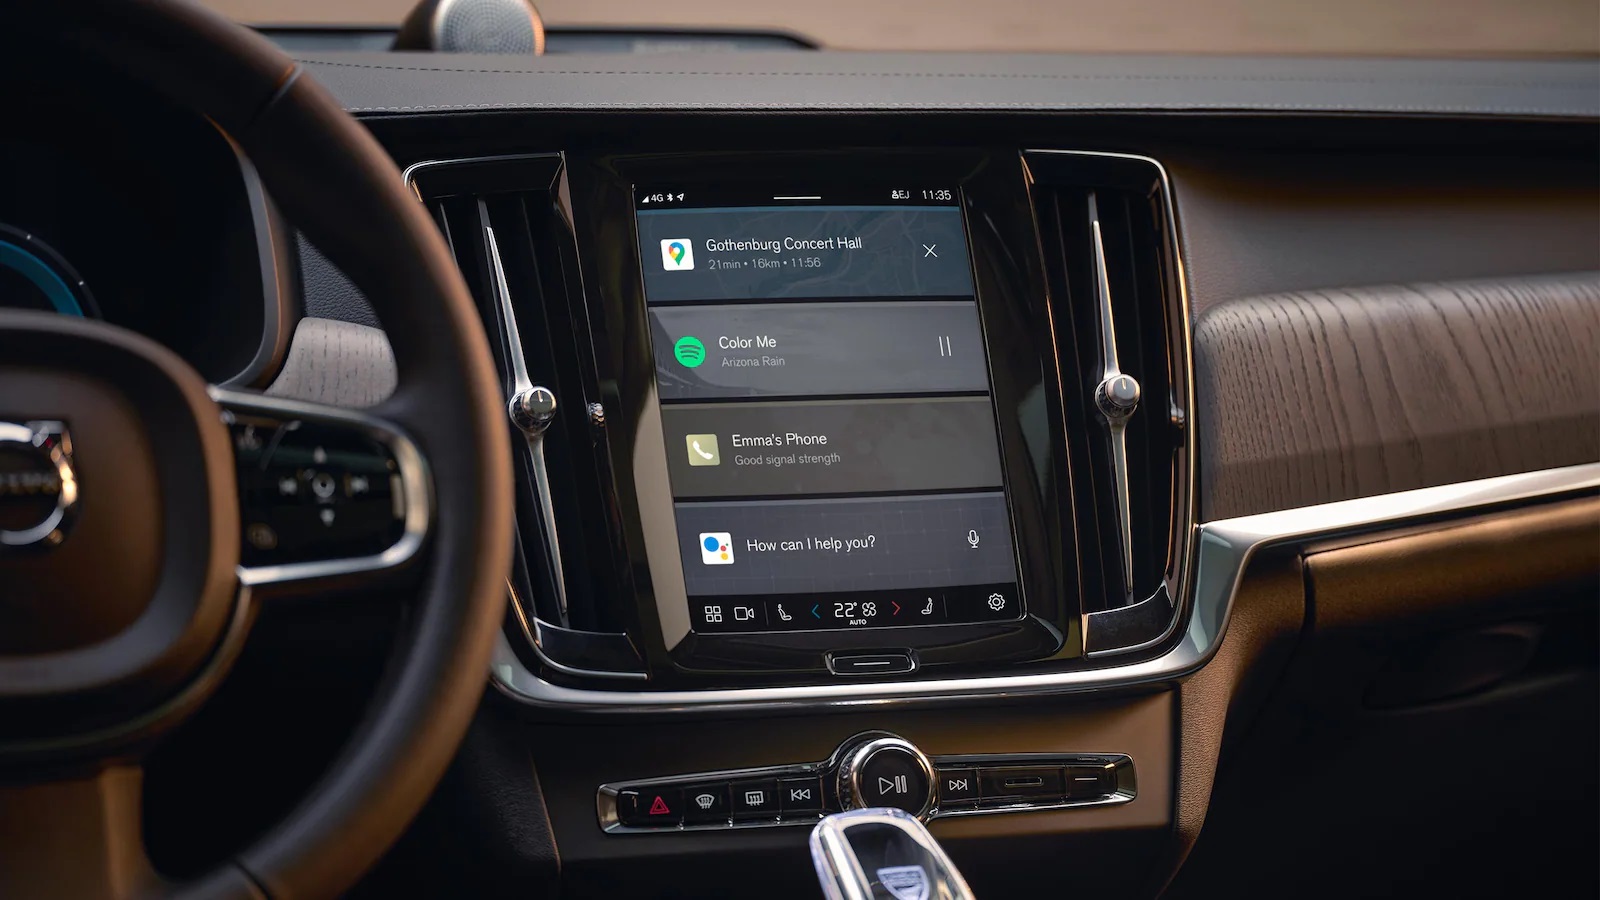 4G
EJ 11:35
Gothenburg Concert Hall
21min • 16km • 11:56
Color Me
Arizona Rain
Emma's Phone
Good signal strength
How can I help you?
22°
AUTO